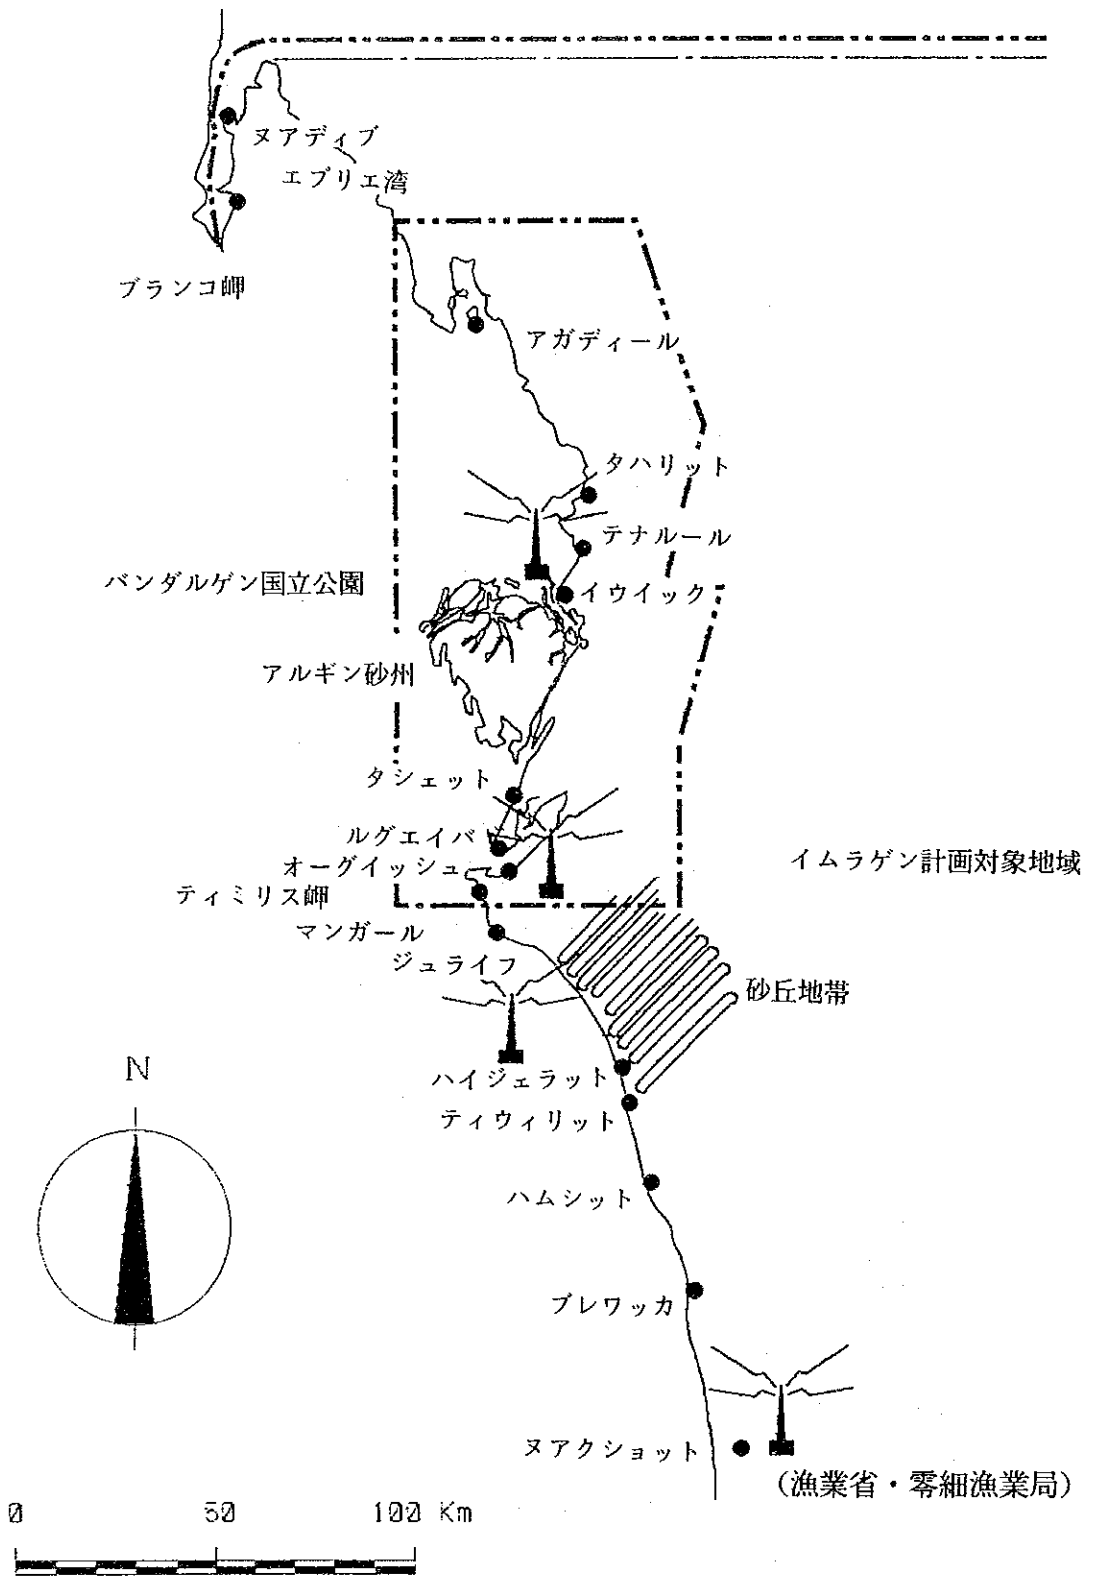 ヌアディブ
エブリエ湾
ブランコ岬
アガディール
タハリット
テナルール
バンダルゲン国立公園
イウイック
アルギン砂州
タシェット
ルグエイバ
オーグイッシュ
イムラゲン計画対象地域
ティミリス岬
マンガール
ジュライフ
砂丘地帯
N
ハイジェラット
ティウィリット
ハムシット
ブレワッカ
ヌアクショット
(漁業省・零細漁業局)
0 50 100 Km